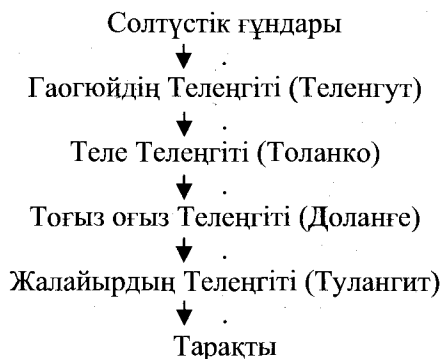 Солтүстік ғұндары
Гаогюйдің Телеңгіті (Теленгут)
Теле Телеңгіті (Толанко)
Тоғыз оғыз Телеңгіті (Доланғе)
Жалайырдың Телеңгіті (Тулангит)
Тарақты